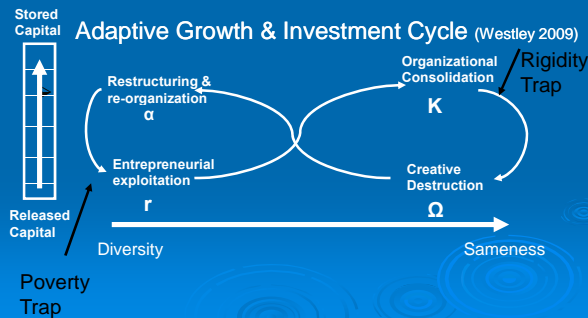 Stored
Capital
Adaptive Growth & Investment Cycle (Westley 2009)
Restructuring &
re-organization
α
Organizational
Consolidation
K
Rigidity
Trap
Entrepreneurial
exploitation
r
Creative
Destruction
Ω
Released
Capital
Diversity
Sameness
Poverty
Trap